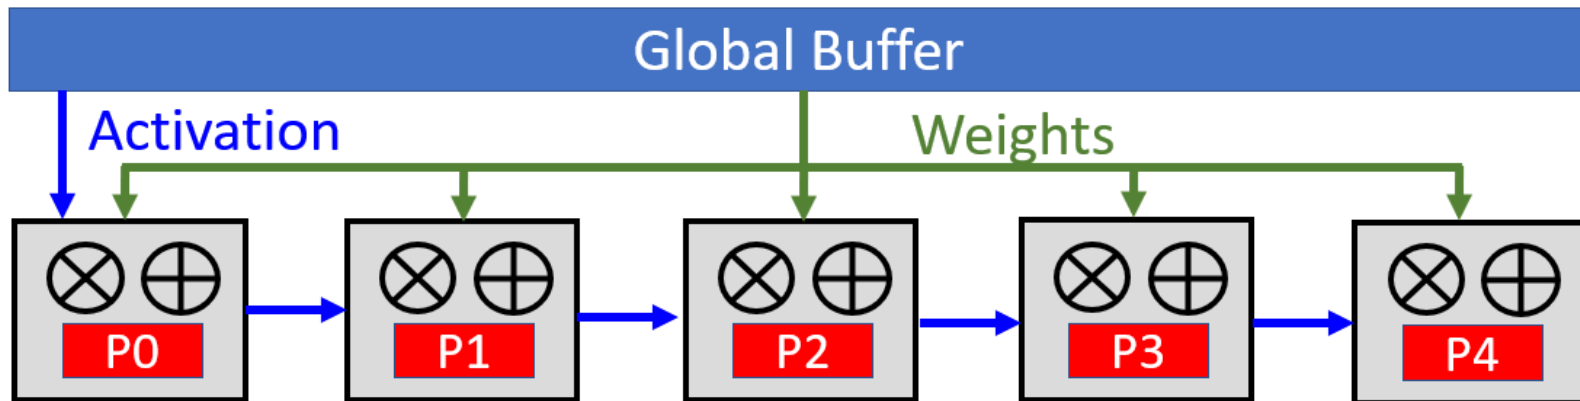 Global Buffer
Activation
Weights
P0
P1
P2
P3
P4